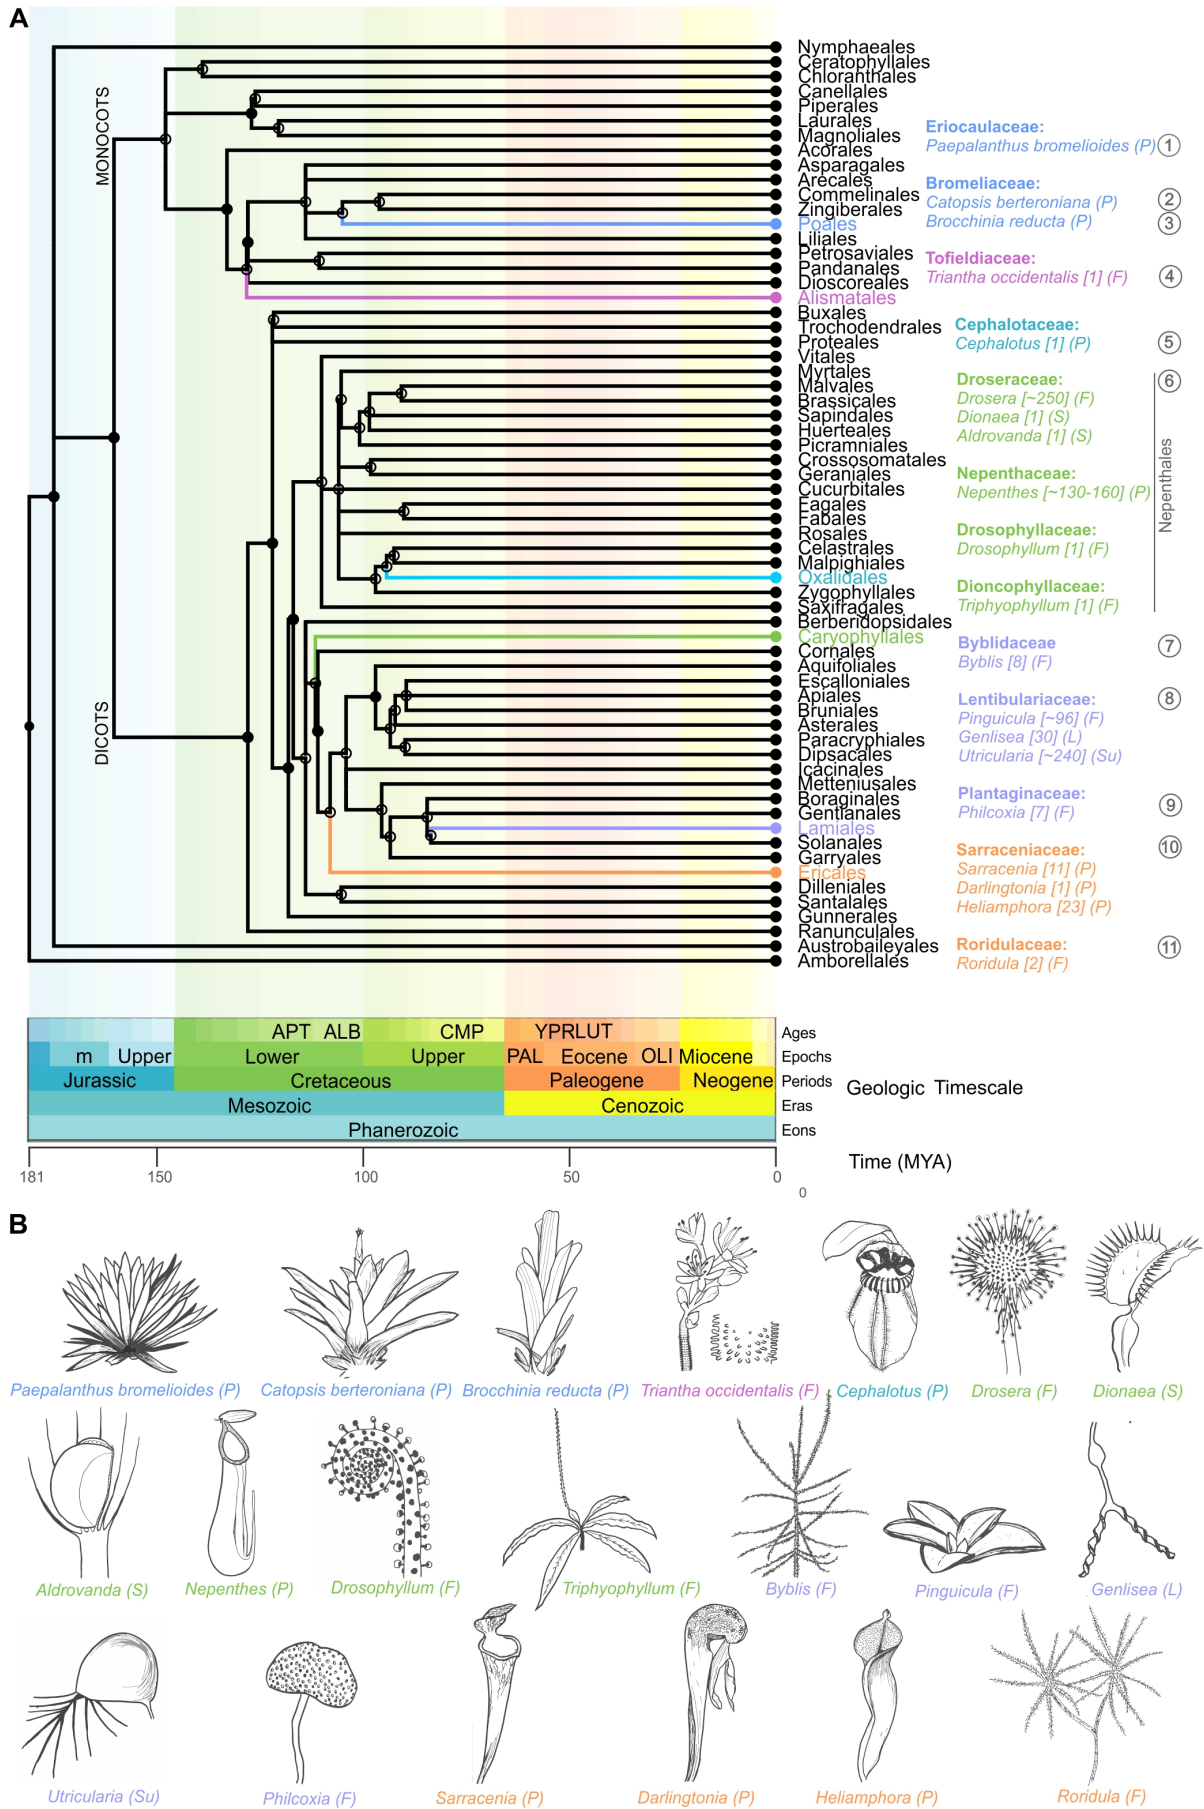 A
MONOCOTS
DICOTS
Nymphaeales
Ceratophyllales
Chloranthales
Canellales
Piperales
Laurales
Magnoliales
Acorales
Asparagales
Arecales
Commelinales
Zingiberales
Poales
Liliales
Petrosaviales
Pandanales
Dioscoreales
Alismatales
Buxales
Trochodendrales
Proteales
Vitales
Myrtales
Malvales
Brassicales
Sapindales
Huerteales
Picramniales
Crossosomatales
Geraniales
Cucurbitales
Fagales
Fabales
Rosales
Celastrales
Malpighiales
Oxalidales
Zygophyllales
Saxifragales
Berberidopsidales
Caryophyllales
Cornales
Aquifoliales
Escalloniales
Apiales
Bruniales
Asterales
Paracryphiales
Dipsacales
Icacinales
Metteniusales
Boraginales
Gentianales
Lamiales
Solanales
Garryales
Ericales
Dilleniales
Santalales
Gunnerales
Ranunculales
Austrobaileyales
Amborellales
Eriocaulaceae:
Paepalanthus bromelioides (P) 1
Bromeliaceae:
Catopsis berteroniana (P) 2
Brocchinia reducta (P) 3
Tofieldiaceae:
Triantha occidentalis [1] (F) 4
Cephalotaceae:
Cephalotus [1] (P) 5
Droseraceae: 6
Drosera [~250] (F)
Dionaea [1] (S)
Aldrovanda [1] (S)
Nepenthaceae:
Nepenthes [~130-160] (P)
Drosophyllaceae:
Drosophyllum [1] (F)
Dioncophyllaceae:
Triphyophyllum [1] (F)
Nepenthales
Byblidaceae 7
Byblis [8] (F)
Lentibulariaceae: 8
Pinguicula [~96] (F)
Genlisea [30] (L)
Utricularia [~240] (Su)
Plantaginaceae:
Philcoxia [7] (F) 9
Sarraceniaceae: 10
Sarracenia [11] (P)
Darlingtonia [1] (P)
Heliamphora [23] (P)
Roridulaceae: 11
Roridula [2] (F)
APT ALB CMP YPRLUT Ages
m Upper Lower Upper PAL Eocene OLI Miocene Epochs
Jurassic Cretaceous Paleogene Neogene Periods
Geologic Timescale
Mesozoic Cenozoic Eras
Phanerozoic Eons
181 150 100 50 0
Time (MYA)
0
B
Paepalanthus bromelioides (P) Catopsis berteroniana (P) Brocchinia reducta (P) Triantha occidentalis (F) Cephalotus (P) Drosera (F) Dionaea (S)
Aldrovanda (S) Nepenthes (P) Drosophyllum (F) Triphyophyllum (F) Byblis (F) Pinguicula (F) Genlisea (L)
Utricularia (Su) Philcoxia (F) Sarracenia (P) Darlingtonia (P) Heliamphora (P) Roridula (F)